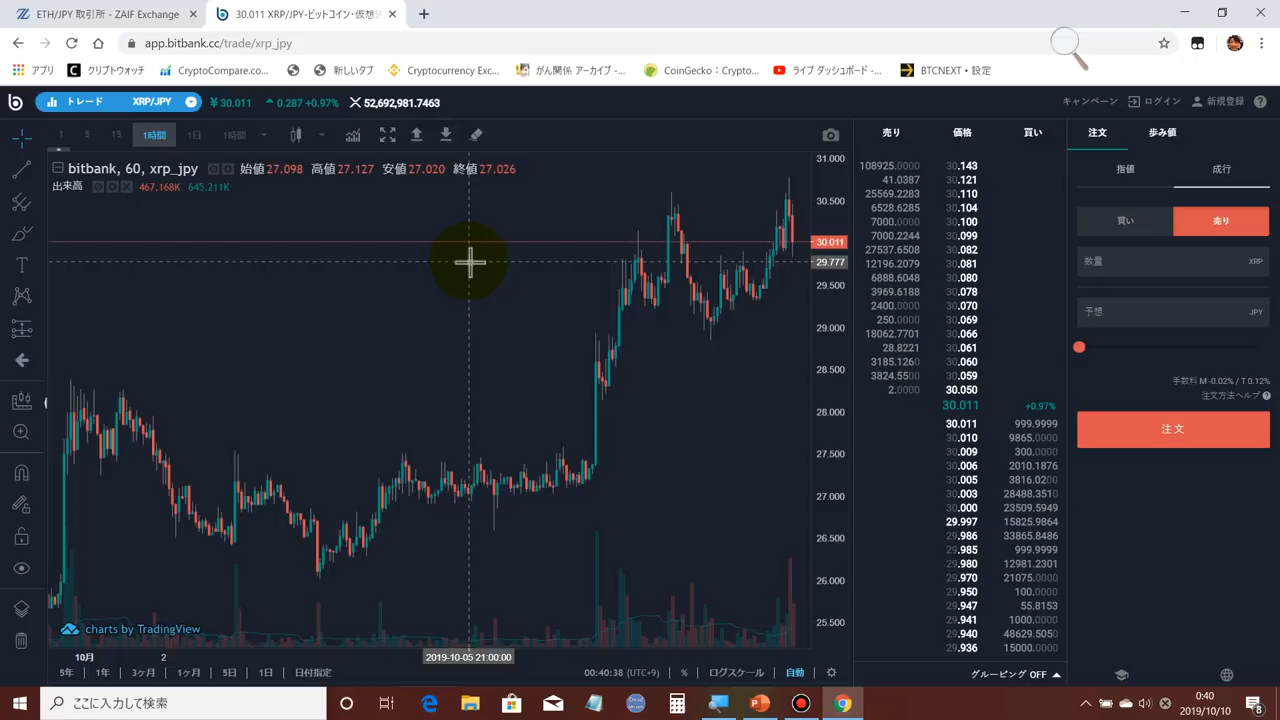 ETH/JPY 取引所 - ZAIF Exchange
30.011 XRP/JPY-ビットコイン・仮想
app.bitbank.cc/trade/xrp_jpy
アプリ
クリプトウォッチ
CryptoCompare.co...
新しいタブ
Cryptocurrency Exc...
がん関係 アーカイブ - ...
CoinGecko：Crypto...
ライブ ダッシュボード - ...
BTCNEXT・設定
トレード XRP/JPY ¥30.011 0.287 +0.97% 52,692,981.7463
キャンペーン ログイン 新規登録
1 5 15 1時間 1日 1時間
売り 価格 買い
注文 歩み値
bitbank, 60, xrp_jpy 始値27.098 高値27.127 安値27.020 終値27.026
出来高 467.168K 645.211K
31.000
30.500
30.011
29.777
29.500
29.000
28.500
28.000
27.500
27.000
26.500
26.000
25.500
108925.0000 30.143
41.0387 30.121
25569.2283 30.110
6528.6285 30.104
7000.0000 30.100
7000.2244 30.099
27537.6508 30.082
12196.2079 30.081
6888.6048 30.080
3969.6188 30.078
2400.0000 30.070
250.0000 30.069
18062.7701 30.066
28.8221 30.061
3185.1260 30.060
3824.5500 30.059
2.0000 30.050
30.011 +0.97%
30.011 999.9999
30.010 9865.0000
30.009 300.0000
30.006 2010.1876
30.005 3816.0200
30.003 28488.3510
30.000 23509.5949
29.997 15825.9864
29.986 33865.8486
29.985 999.9999
29.980 12981.2301
29.970 21075.0000
29.950 100.0000
29.947 55.8153
29.941 1000.0000
29.940 48629.5050
29.936 15000.0000
指値 成行
買い 売り
数量 XRP
予想 JPY
手数料 M -0.02% / T 0.12%
注文方法ヘルプ
注文
charts by TradingView
10月 2 2019-10-05 21:00:00
5年 1年 3ヶ月 1ヶ月 5日 1日 日付指定 00:40:38 (UTC+9) % ログスケール 自動
グルーピング OFF
ここに入力して検索
0:40
2019/10/10
8